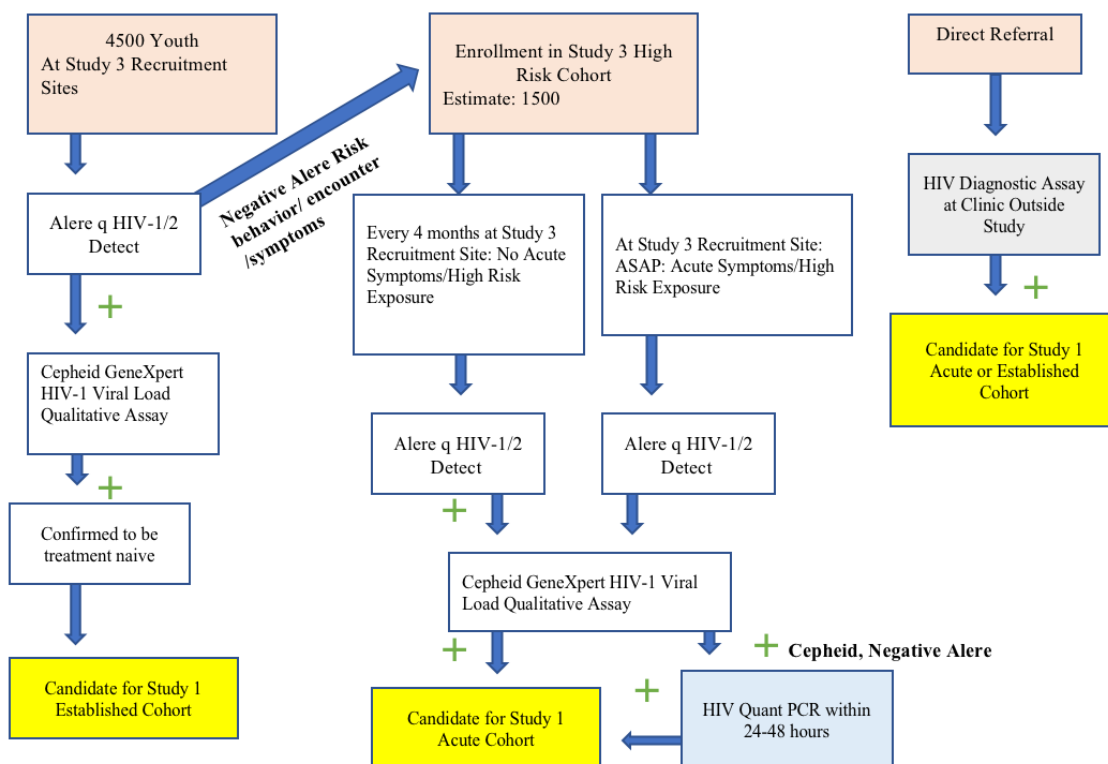 4500 Youth
At Study 3 Recruitment
Sites
Enrollment in Study 3 High
Risk Cohort
Estimate: 1500
Direct Referral
Negative Alere Risk
behavior/ encounter
/symptoms
Alere q HIV-1/2
Detect
Every 4 months at Study 3
Recruitment Site: No Acute
Symptoms/High Risk
Exposure
At Study 3 Recruitment Site:
ASAP: Acute Symptoms/High
Risk Exposure
HIV Diagnostic Assay
at Clinic Outside
Study
+
+
Cepheid GeneXpert
HIV-1 Viral Load
Qualitative Assay
Candidate for Study 1
Acute or Established
Cohort
+
Alere q HIV-1/2
Detect
Alere q HIV-1/2
Detect
+
Confirmed to be
treatment naive
Cepheid GeneXpert HIV-1 Viral
Load Qualitative Assay
+
+ Cepheid, Negative Alere
Candidate for Study 1
Established Cohort
Candidate for Study 1
Acute Cohort
+
HIV Quant PCR within
24-48 hours